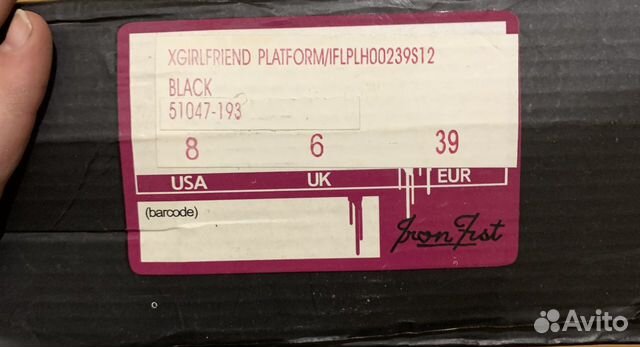 XGIRLFRIEND PLATFORM/IFLPLH00239S12
BLACK
51047-193
8 6 39
USA UK EUR
(barcode)
Iron Fist
Avito